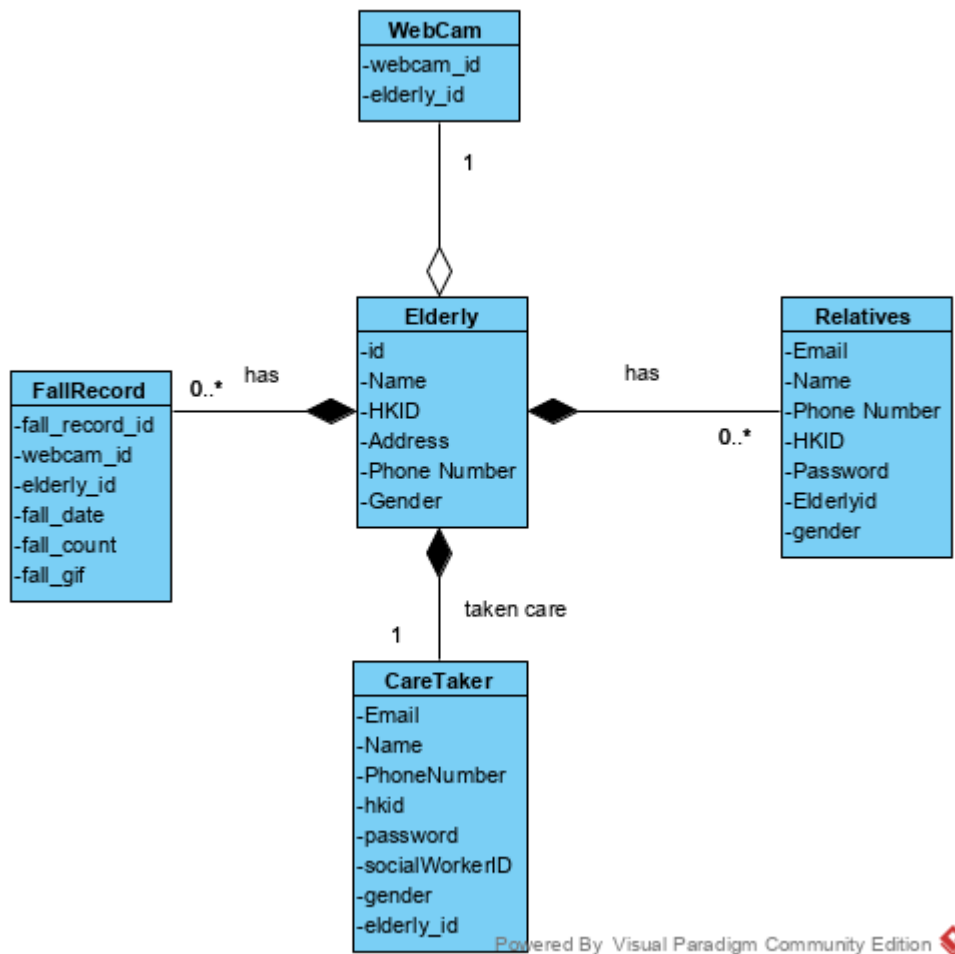 WebCam
-webcam_id
-elderly_id
1
Elderly
-id
-Name
-HKID
-Address
-Phone Number
-Gender
has
0..*
FallRecord
-fall_record_id
-webcam_id
-elderly_id
-fall_date
-fall_count
-fall_gif
has
0..*
Relatives
-Email
-Name
-Phone Number
-HKID
-Password
-Elderlyid
-gender
taken care
1
CareTaker
-Email
-Name
-PhoneNumber
-hkid
-password
-socialWorkerID
-gender
-elderly_id
Powered By Visual Paradigm Community Edition